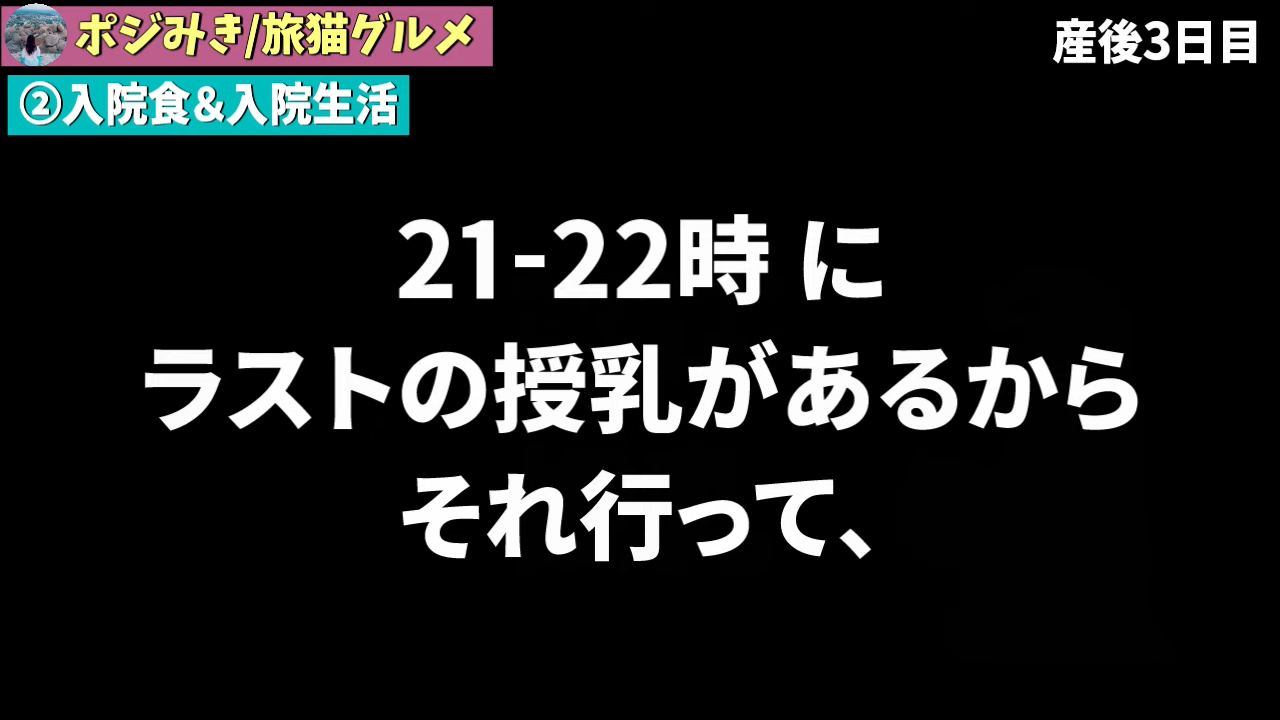 ポジみき/旅猫グルメ
産後3日目
②入院食&入院生活
21-22時 に
ラストの授乳があるから
それ行って、